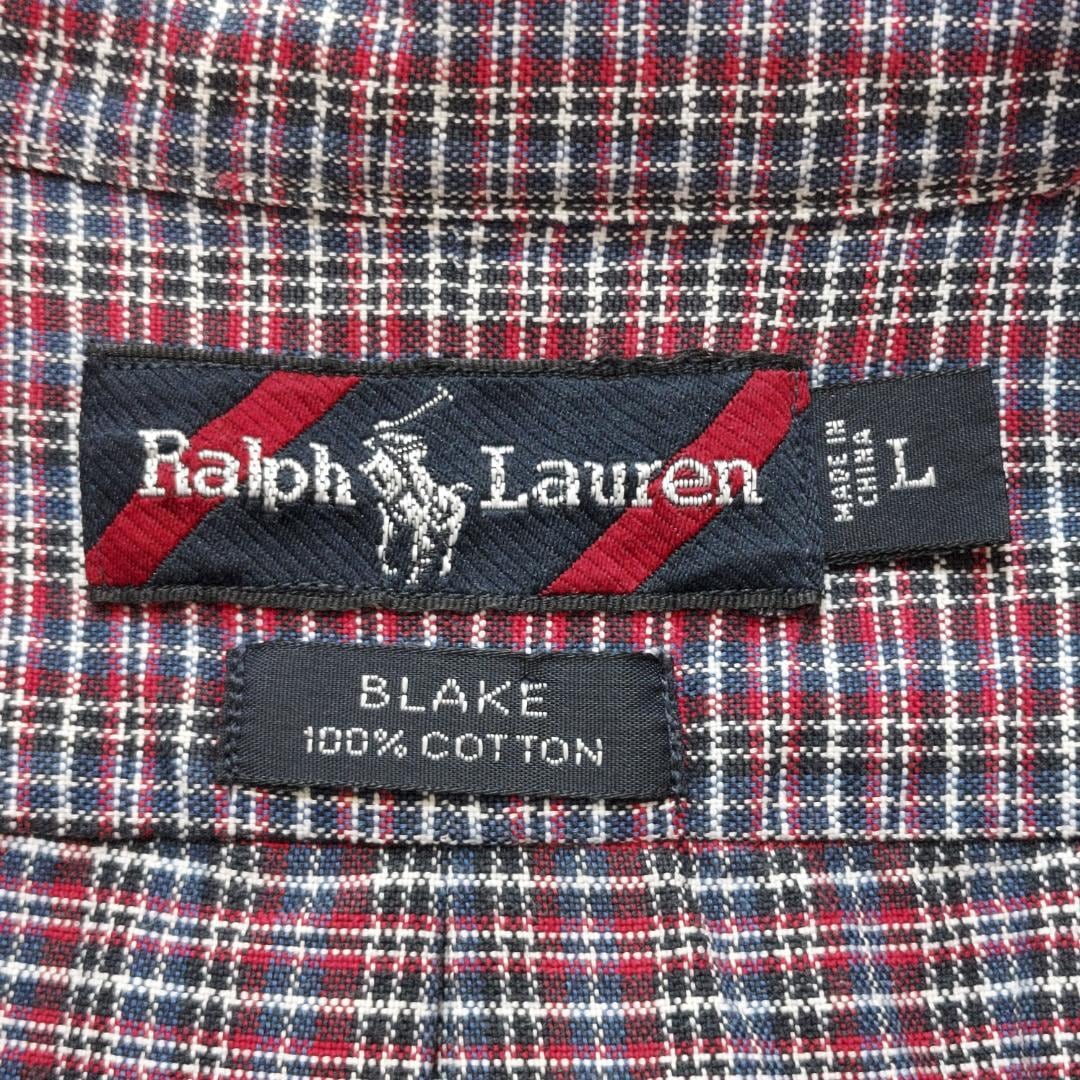 Ralph Lauren
L
MADE IN
CHINA
BLAKE
100% COTTON